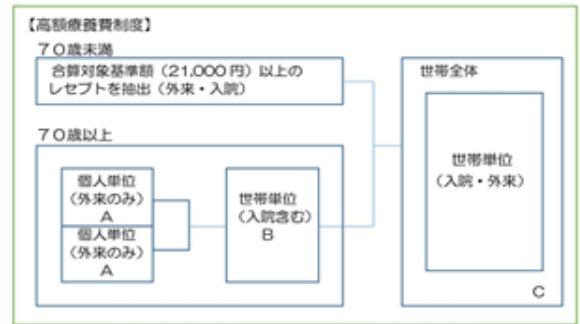 【高額療養費制度】
７０歳未満
合算対象基準額（21,000円）以上の
レセプトを抽出（外来・入院）
７０歳以上
個人単位
（外来のみ）
A
個人単位
（外来のみ）
A
世帯単位
（入院含む）
B
世帯全体
世帯単位
（入院・外来）
C